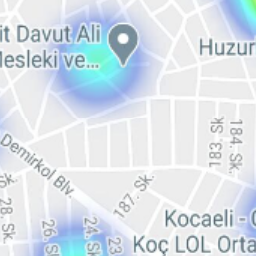 it Davut Ali
Mesleki ve...
Huzur
Demirkol Blv.
183. Sk.
184. Sk.
187. Sk.
28. Sk.
24. Sk.
23
Kocaeli -
Koç LOL Orta